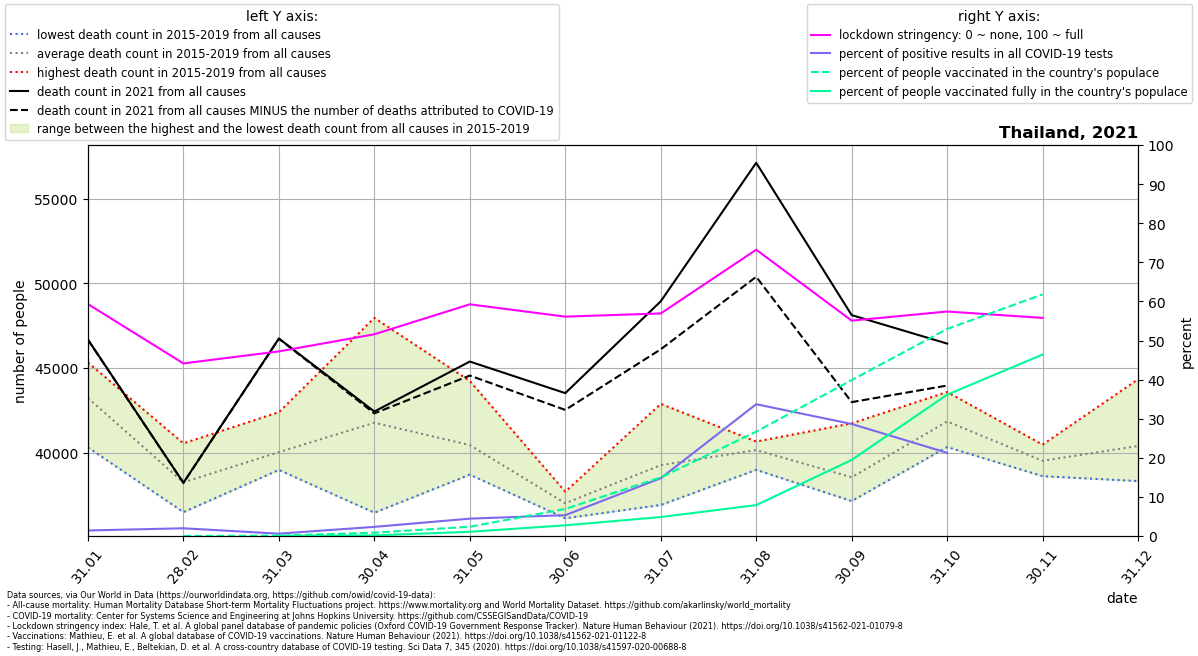 left Y axis:
lowest death count in 2015-2019 from all causes
average death count in 2015-2019 from all causes
highest death count in 2015-2019 from all causes
death count in 2021 from all causes
death count in 2021 from all causes MINUS the number of deaths attributed to COVID-19
range between the highest and the lowest death count from all causes in 2015-2019
right Y axis:
lockdown stringency: 0 ~ none, 100 ~ full
percent of positive results in all COVID-19 tests
percent of people vaccinated in the country's populace
percent of people vaccinated fully in the country's populace
Thailand, 2021
number of people
55000
50000
45000
40000
100
90
80
70
60
50
40
30
20
10
0
percent
31.01
28.02
31.03
30.04
31.05
30.06
31.07
31.08
30.09
31.10
30.11
31.12
date
Data sources, via Our World in Data (https://ourworldindata.org, https://github.com/owid/covid-19-data):
- All-cause mortality: Human Mortality Database Short-term Mortality Fluctuations project. https://www.mortality.org and World Mortality Dataset. https://github.com/akarlinsky/world_mortality
- COVID-19 mortality: Center for Systems Science and Engineering at Johns Hopkins University. https://github.com/CSSEGISandData/COVID-19
- Lockdown stringency index: Hale, T. et al. A global panel database of pandemic policies (Oxford COVID-19 Government Response Tracker). Nature Human Behaviour (2021). https://doi.org/10.1038/s41562-021-01079-8
- Vaccinations: Mathieu, E. et al. A global database of COVID-19 vaccinations. Nature Human Behaviour (2021). https://doi.org/10.1038/s41562-021-01122-8
- Testing: Hasell, J., Mathieu, E., Beltekian, D. et al. A cross-country database of COVID-19 testing. Sci Data 7, 345 (2020). https://doi.org/10.1038/s41597-020-00688-8